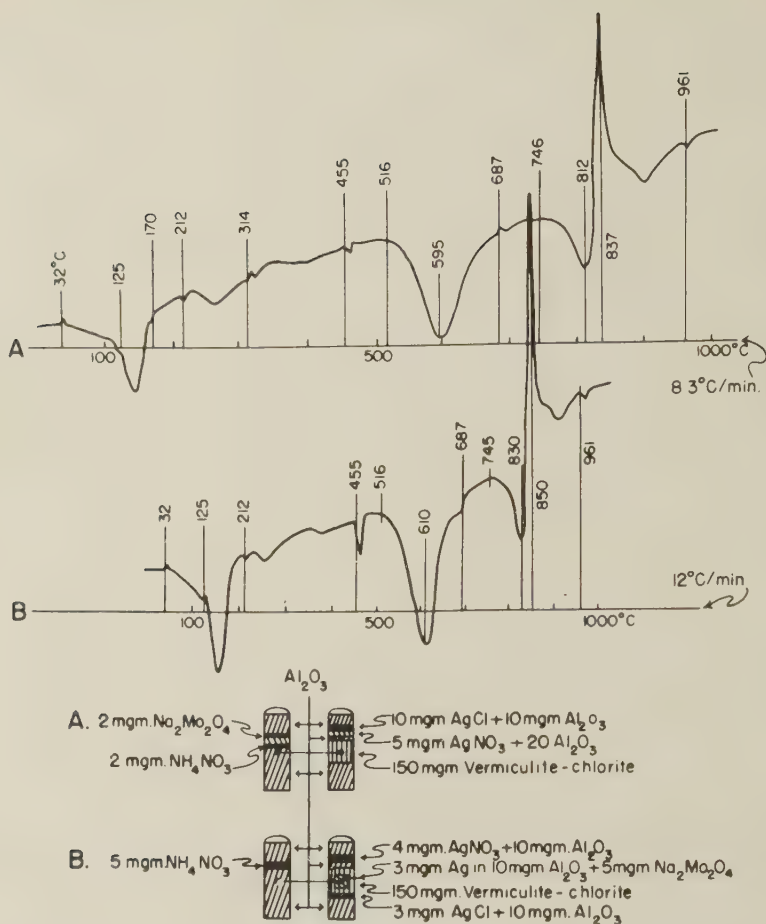 961
746
812
687
455
516
837
212
314
170
595
32°C
125
A
100
500
1000°C
8 3°C/min.
687
745
830
961
455
516
850
32
125
212
610
12°C/min
B
100
500
1000°C
Al₂O₃
A. 2 mgm. Na₂Mo₂O₄
10 mgm AgCl + 10 mgm Al₂O₃
5 mgm AgNO₃ + 20 Al₂O₃
2 mgm. NH₄NO₃
150 mgm Vermiculite-chlorite
B. 5 mgm. NH₄NO₃
4 mgm. AgNO₃ + 10 mgm. Al₂O₃
3 mgm Ag in 10 mgm Al₂O₃ + 5 mgm Na₂Mo₂O₄
150 mgm. Vermiculite-chlorite
3 mgm AgCl + 10 mgm. Al₂O₃